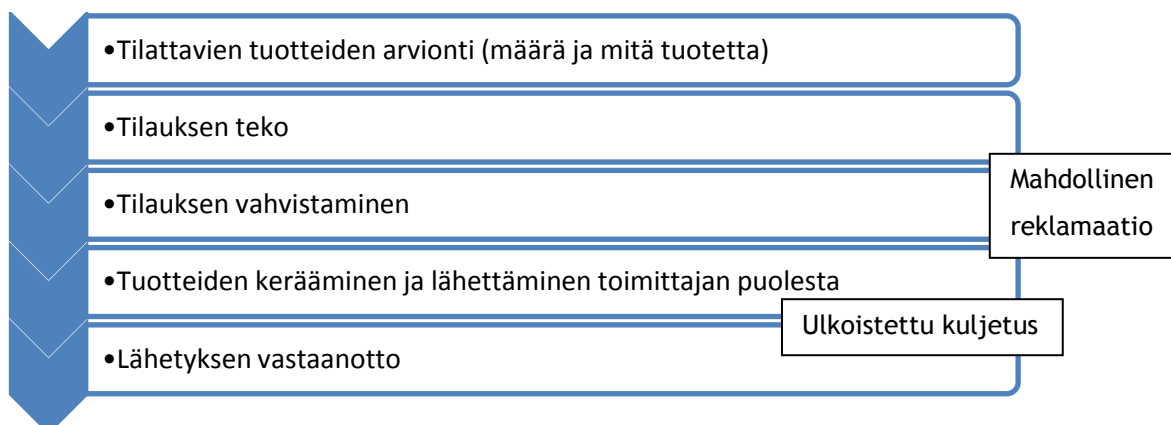 •Tilattavien tuotteiden arvionti (määrä ja mitä tuotetta)
•Tilauksen teko
•Tilauksen vahvistaminen
Mahdollinen
reklamaatio
•Tuotteiden kerääminen ja lähettäminen toimittajan puolesta
Ulkoistettu kuljetus
•Lähetyksen vastaanotto